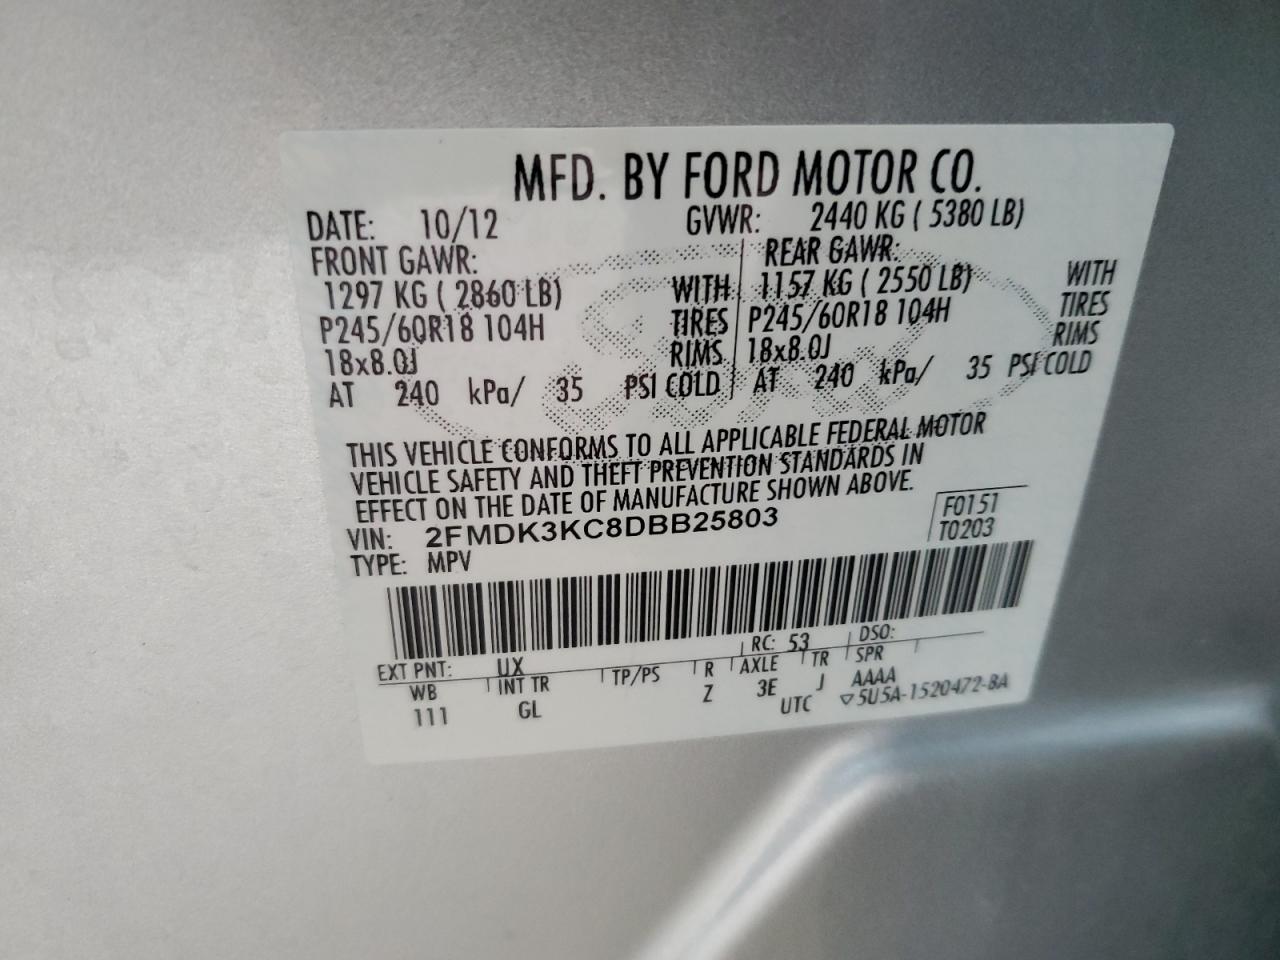 MFD. BY FORD MOTOR CO.
DATE: 10/12 GVWR: 2440 KG ( 5380 LB)
FRONT GAWR: REAR GAWR:
1297 KG ( 2860 LB) WITH 1157 KG ( 2550 LB) WITH
P245/60R18 104H TIRES P245/60R18 104H TIRES
18x8.0J RIMS 18x8.0J RIMS
AT 240 kPa/ 35 PSI COLD AT 240 kPa/ 35 PSI COLD
THIS VEHICLE CONFORMS TO ALL APPLICABLE FEDERAL MOTOR
VEHICLE SAFETY AND THEFT PREVENTION STANDARDS IN
EFFECT ON THE DATE OF MANUFACTURE SHOWN ABOVE.
VIN: 2FMDK3KC8DBB25803 F0151
TYPE: MPV T0203
EXT PNT: UX RC: 53 DSO:
WB INT TR TP/PS R AXLE TR SPR
111 GL Z 3E J AAAA
UTC ▽5U5A-1520472-BA